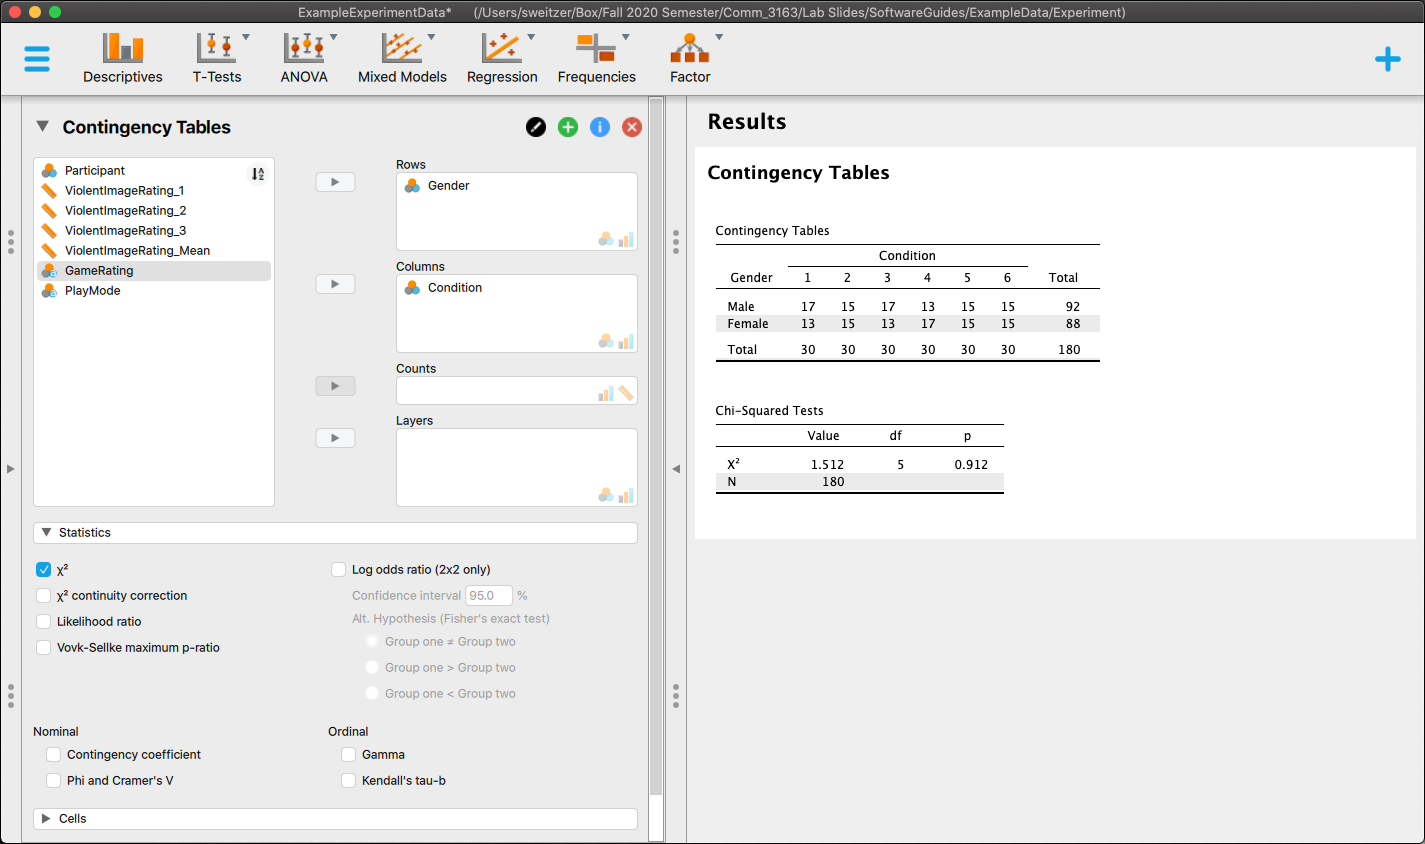 ExampleExperimentData* (/Users/sweitzer/Box/Fall 2020 Semester/Comm_3163/Lab Slides/SoftwareGuides/ExampleData/Experiment)
Descriptives T-Tests ANOVA Mixed Models Regression Frequencies Factor
Contingency Tables
Participant
ViolentImageRating_1
ViolentImageRating_2
ViolentImageRating_3
ViolentImageRating_Mean
GameRating
PlayMode
Rows
Gender
Columns
Condition
Counts
Layers
Statistics
χ²
χ² continuity correction
Likelihood ratio
Vovk-Sellke maximum p-ratio
Log odds ratio (2x2 only)
Confidence interval 95.0 %
Alt. Hypothesis (Fisher's exact test)
Group one ≠ Group two
Group one > Group two
Group one < Group two
Nominal
Contingency coefficient
Phi and Cramer's V
Ordinal
Gamma
Kendall's tau-b
Cells
Results
Contingency Tables
Contingency Tables
Condition
Gender 1 2 3 4 5 6 Total
Male 17 15 17 13 15 15 92
Female 13 15 13 17 15 15 88
Total 30 30 30 30 30 30 180
Chi-Squared Tests
Value df p
Χ² 1.512 5 0.912
N 180